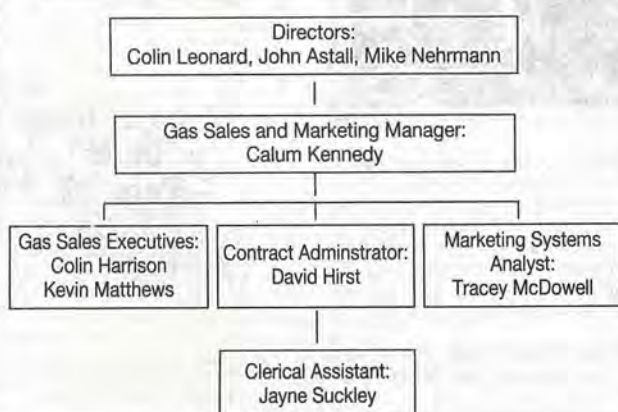 Directors:
Colin Leonard, John Astall, Mike Nehrmann
Gas Sales and Marketing Manager:
Calum Kennedy
Gas Sales Executives:
Colin Harrison
Kevin Matthews
Contract Adminstrator:
David Hirst
Marketing Systems
Analyst:
Tracey McDowell
Clerical Assistant:
Jayne Suckley